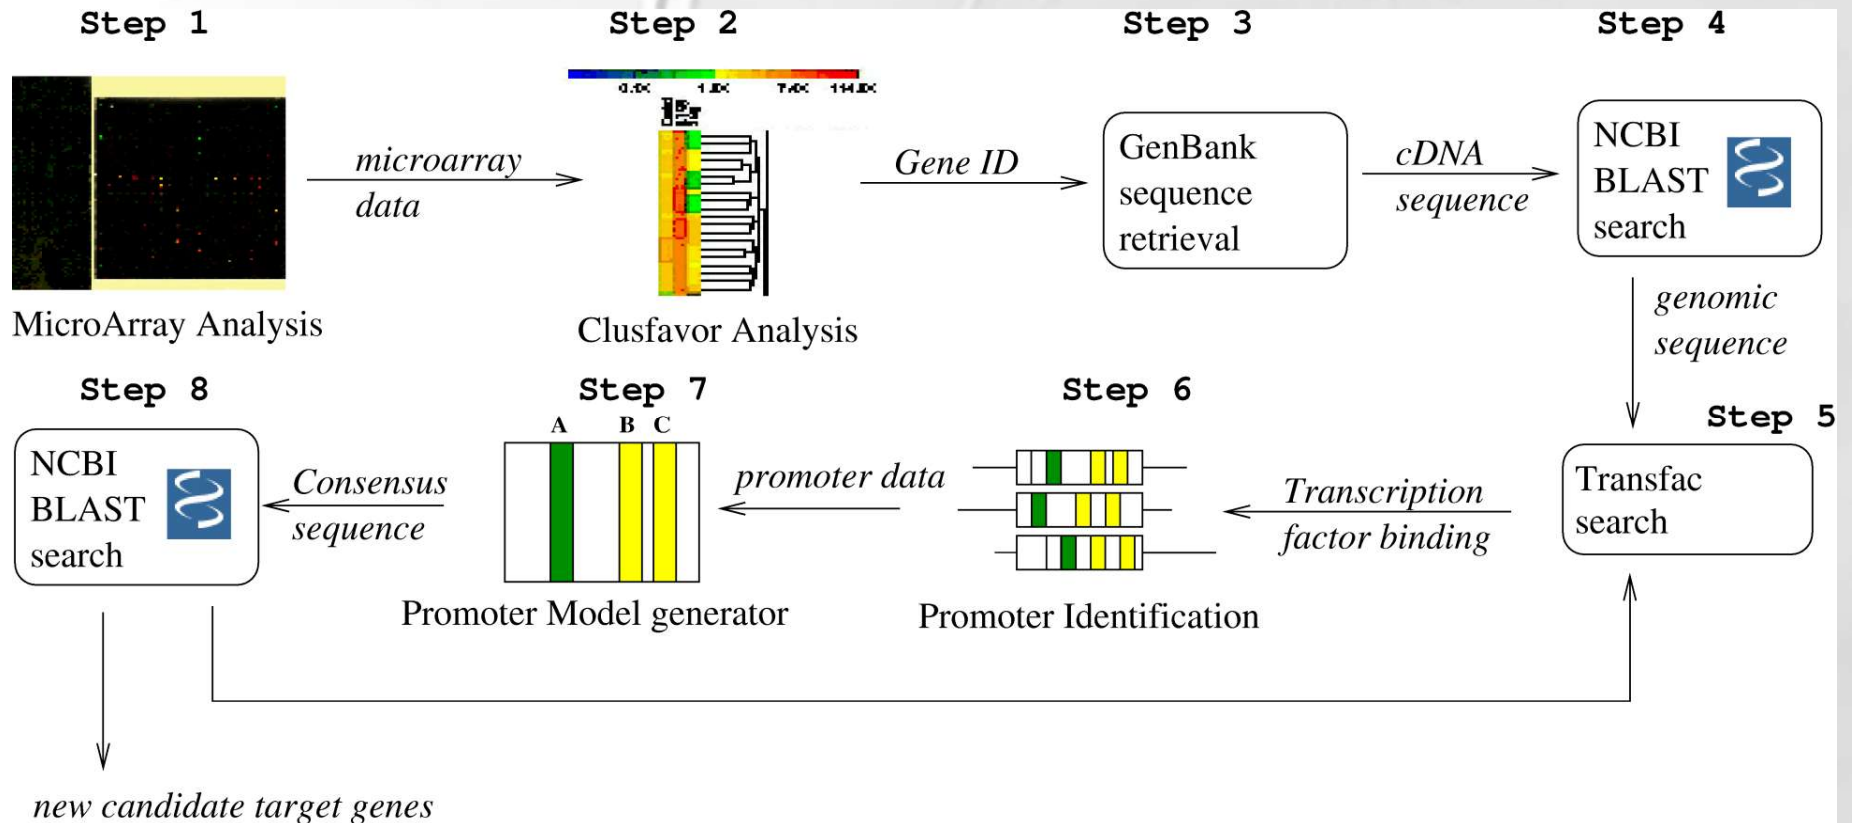 Step 1
Step 2
Step 3
Step 4
microarray
data
Gene ID
GenBank
sequence
retrieval
cDNA
sequence
NCBI
BLAST
search
MicroArray Analysis
Clusfavor Analysis
genomic
sequence
Step 8
Step 7
Step 6
Step 5
NCBI
BLAST
search
Consensus
sequence
A B C
promoter data
Transcription
factor binding
Transfac
search
Promoter Model generator
Promoter Identification
new candidate target genes